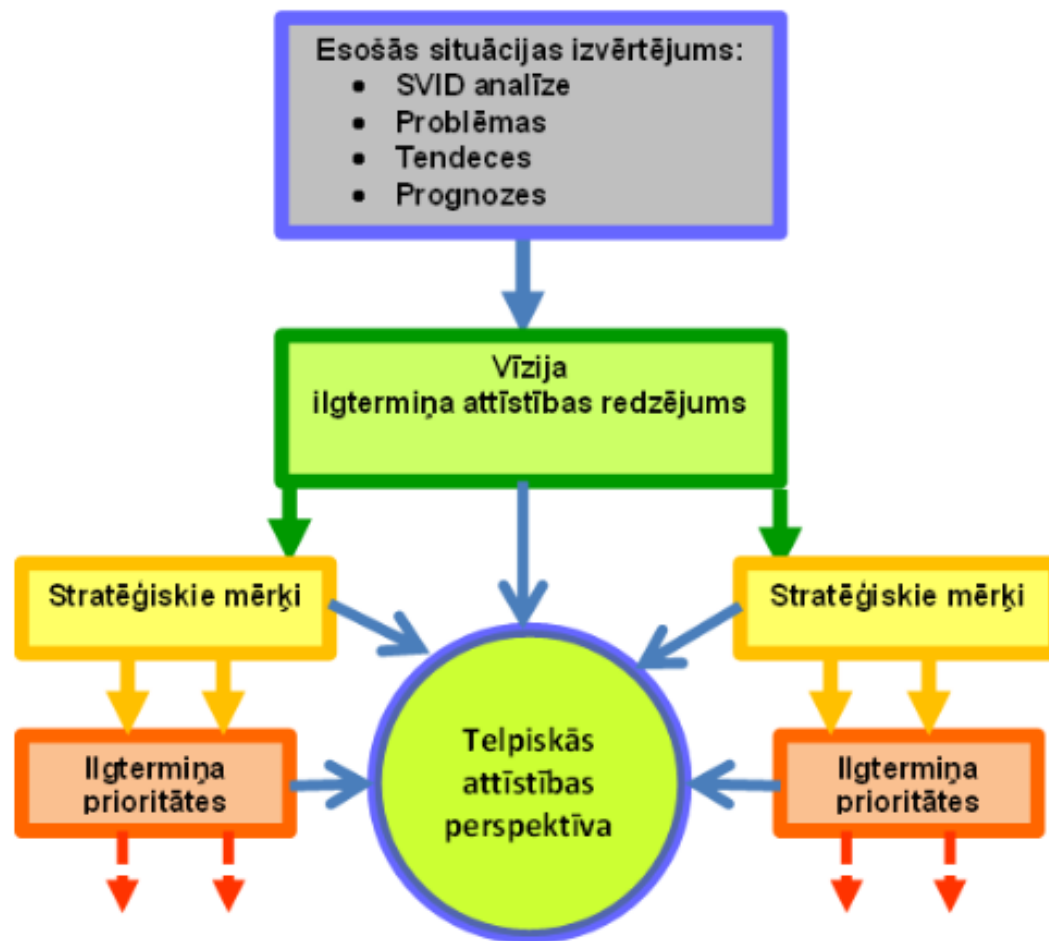 Esošās situācijas izvērtējums:
• SVID analīze
• Problēmas
• Tendeces
• Prognozes
Vīzija
ilgtermiņa attīstības redzējums
Stratēģiskie mērķi
Stratēģiskie mērķi
Ilgtermiņa
prioritātes
Telpiskās
attīstības
perspektīva
Ilgtermiņa
prioritātes